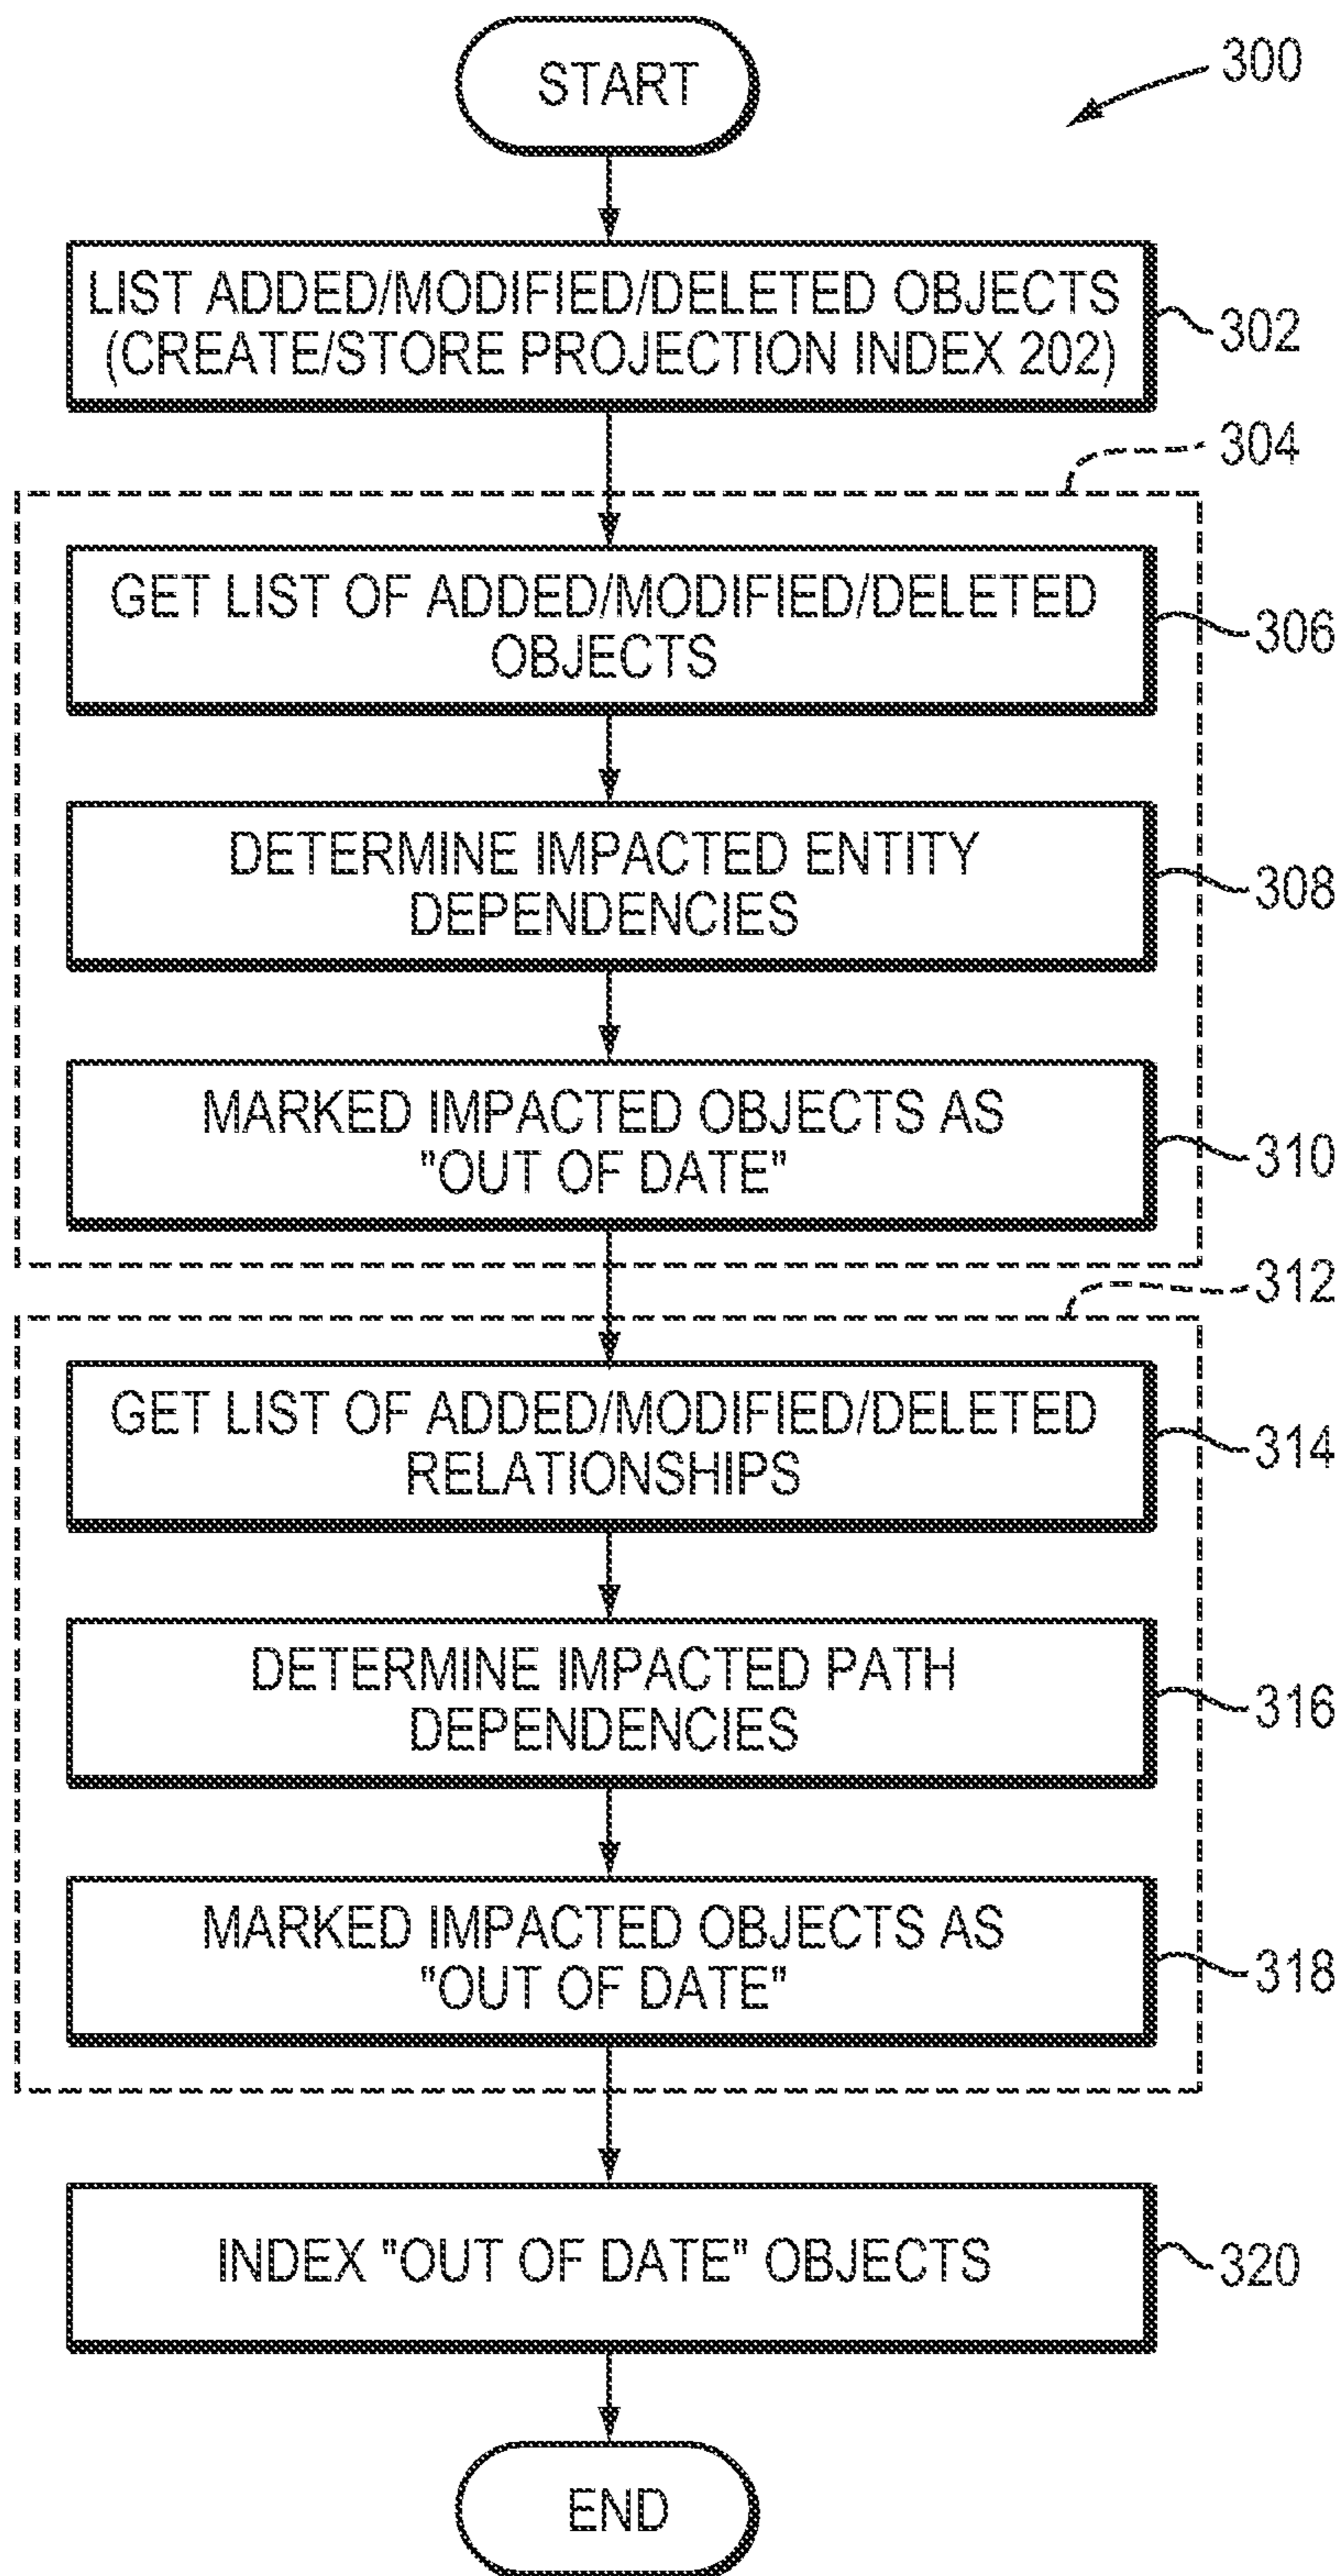 START
300
LIST ADDED/MODIFIED/DELETED OBJECTS
(CREATE/STORE PROJECTION INDEX 202)
302
304
GET LIST OF ADDED/MODIFIED/DELETED
OBJECTS
306
DETERMINE IMPACTED ENTITY
DEPENDENCIES
308
MARKED IMPACTED OBJECTS AS
"OUT OF DATE"
310
312
GET LIST OF ADDED/MODIFIED/DELETED
RELATIONSHIPS
314
DETERMINE IMPACTED PATH
DEPENDENCIES
316
MARKED IMPACTED OBJECTS AS
"OUT OF DATE"
318
INDEX "OUT OF DATE" OBJECTS
320
END